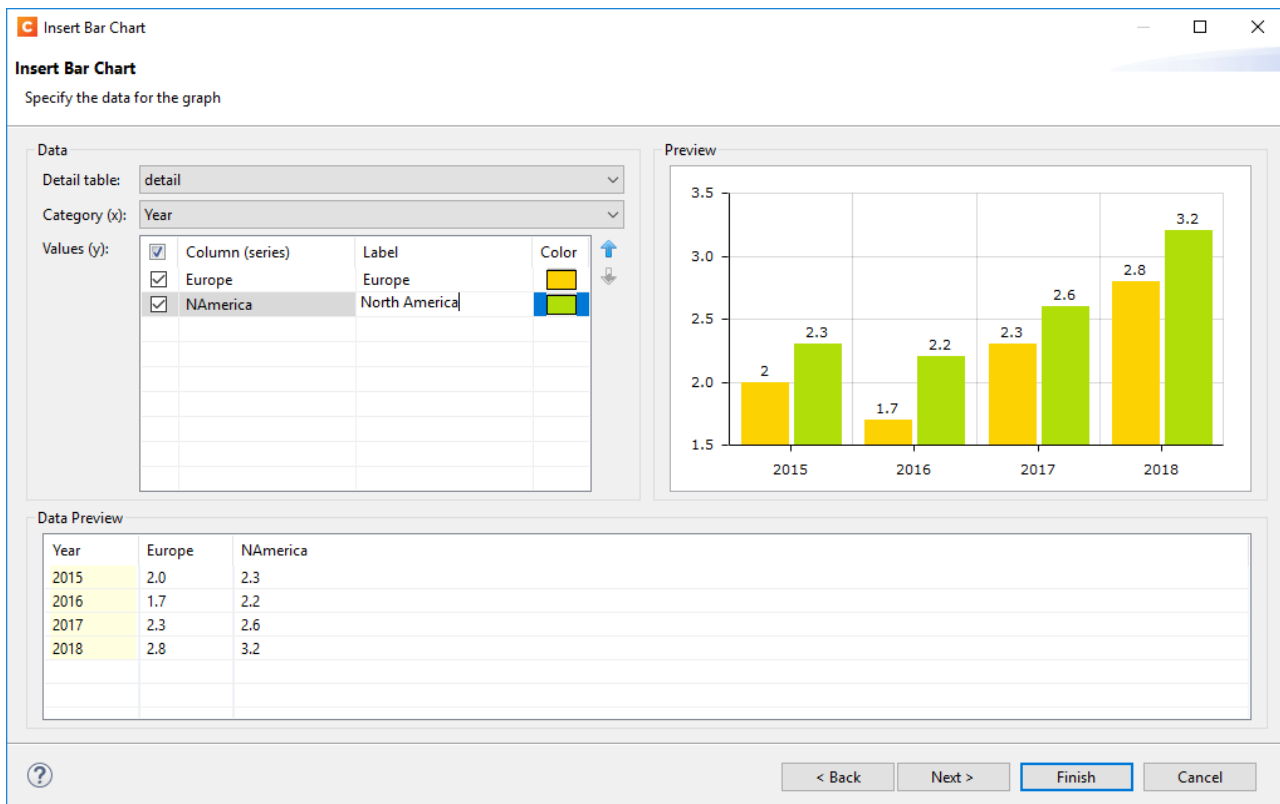 C Insert Bar Chart
Insert Bar Chart
Specify the data for the graph
Data
Detail table: detail
Category (x): Year
Values (y):
Column (series) Label Color
Europe Europe
NAmerica North America
Preview
3.5
3.0
2.5
2.0
1.5
2 2.3 1.7 2.2 2.3 2.6 2.8 3.2
2015 2016 2017 2018
Data Preview
Year Europe NAmerica
2015 2.0 2.3
2016 1.7 2.2
2017 2.3 2.6
2018 2.8 3.2
? < Back Next > Finish Cancel